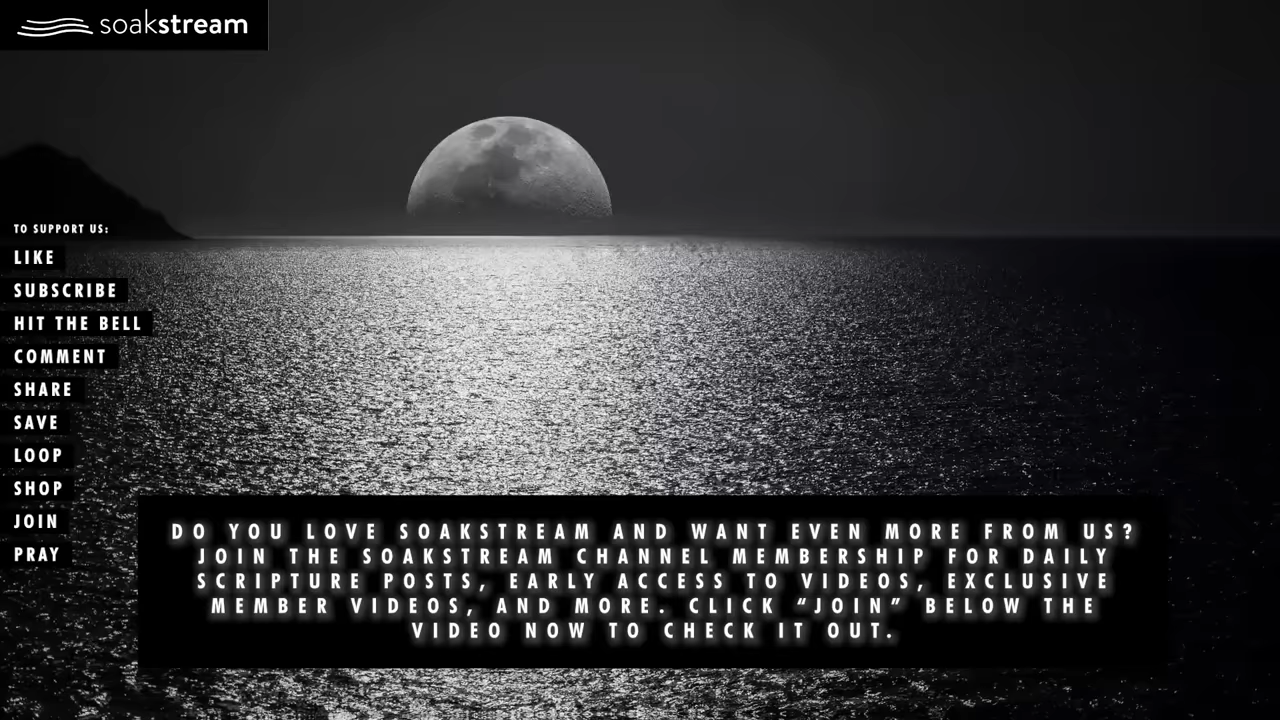 soakstream
TO SUPPORT US:
LIKE
SUBSCRIBE
HIT THE BELL
COMMENT
SHARE
SAVE
LOOP
SHOP
JOIN
PRAY
DO YOU LOVE SOAKSTREAM AND WANT EVEN MORE FROM US?
JOIN THE SOAKSTREAM CHANNEL MEMBERSHIP FOR DAILY
SCRIPTURE POSTS, EARLY ACCESS TO VIDEOS, EXCLUSIVE
MEMBER VIDEOS, AND MORE. CLICK “JOIN” BELOW THE
VIDEO NOW TO CHECK IT OUT.